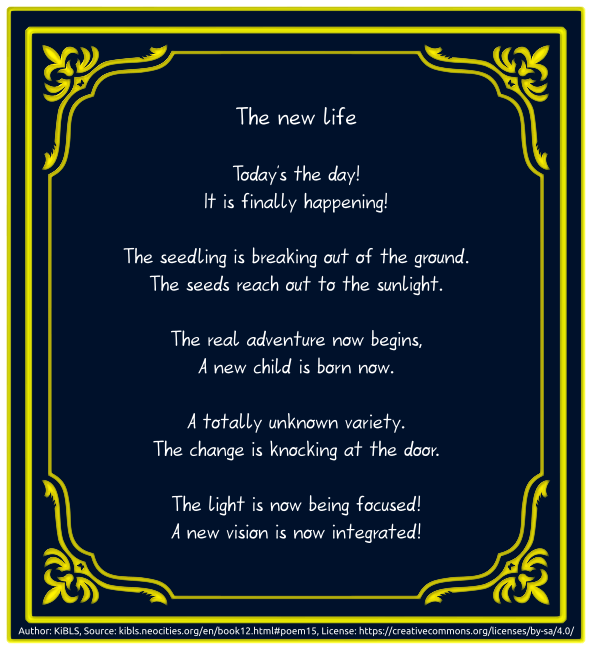 The new life
Today's the day!
It is finally happening!
The seedling is breaking out of the ground.
The seeds reach out to the sunlight.
The real adventure now begins,
A new child is born now.
A totally unknown variety.
The change is knocking at the door.
The light is now being focused!
A new vision is now integrated!
Author: KiBLS, Source: kibls.neocities.org/en/book12.html#poem15, License: https://creativecommons.org/licenses/by-sa/4.0/